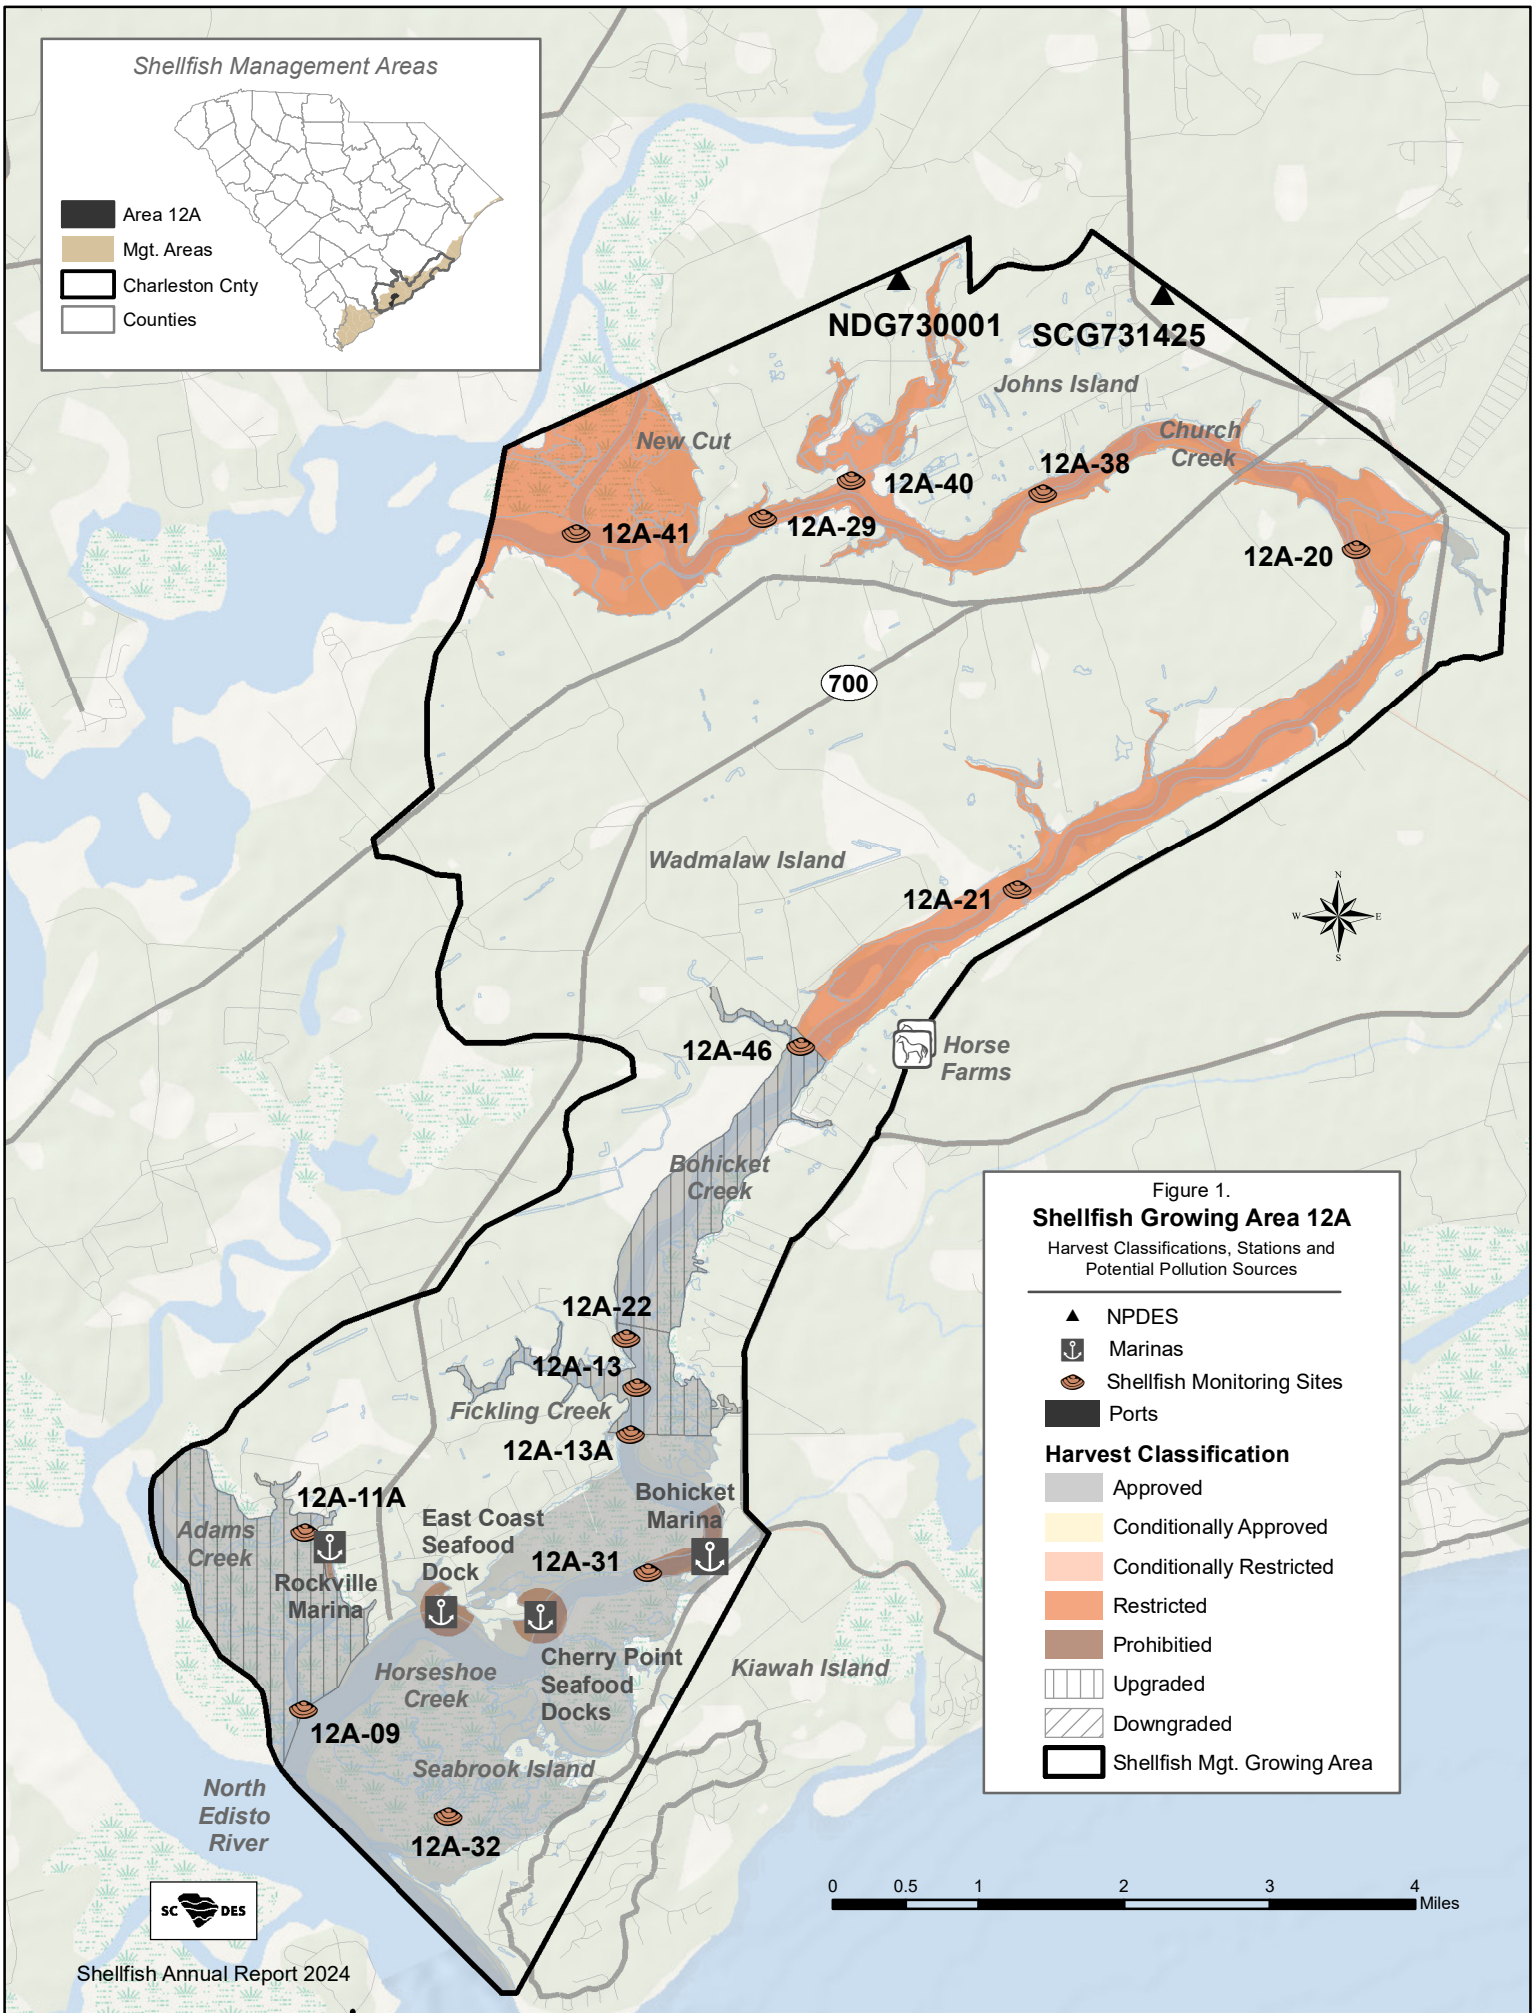 Shellfish Management Areas
Area 12A
Mgt. Areas
Charleston Cnty
Counties
NDG730001
SCG731425
Johns Island
New Cut
Church
Creek
12A-38
12A-40
12A-29
12A-41
12A-20
700
Wadmalaw Island
12A-21
N
W
E
S
12A-46
Horse
Farms
Bohicket
Creek
12A-22
12A-13
Fickling Creek
12A-13A
12A-11A
Adams
Creek
Rockville
Marina
East Coast
Seafood
Dock
Bohicket
Marina
12A-31
Cherry Point
Seafood
Docks
Horseshoe
Creek
Kiawah Island
12A-09
Seabrook Island
North
Edisto
River
12A-32
Figure 1.
Shellfish Growing Area 12A
Harvest Classifications, Stations and
Potential Pollution Sources
NPDES
Marinas
Shellfish Monitoring Sites
Ports
Harvest Classification
Approved
Conditionally Approved
Conditionally Restricted
Restricted
Prohibitied
Upgraded
Downgraded
Shellfish Mgt. Growing Area
0 0.5 1 2 3 4
Miles
SC DES
Shellfish Annual Report 2024